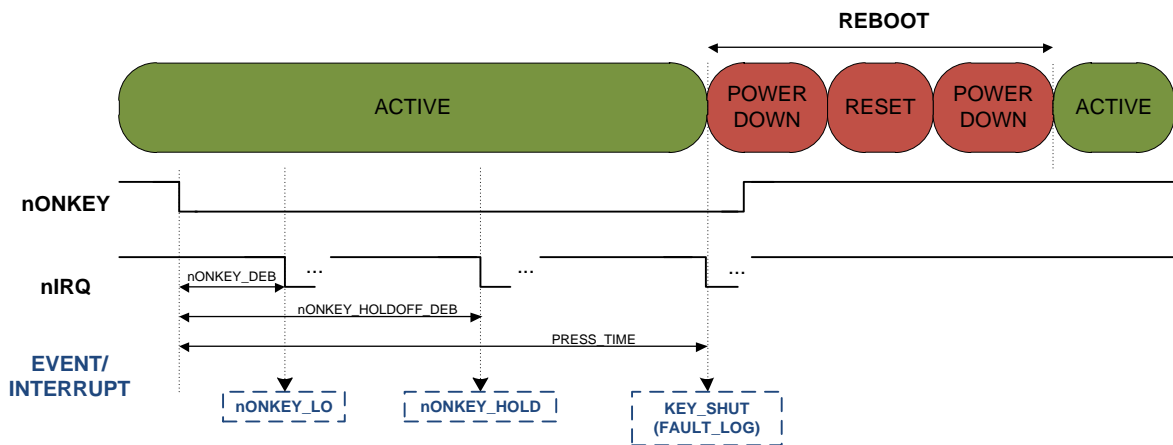 REBOOT
ACTIVE
POWER
DOWN
RESET
POWER
DOWN
ACTIVE
nONKEY
nIRQ
...
...
...
nONKEY_DEB
nONKEY_HOLDOFF_DEB
PRESS_TIME
EVENT/
INTERRUPT
nONKEY_LO
nONKEY_HOLD
KEY_SHUT
(FAULT_LOG)